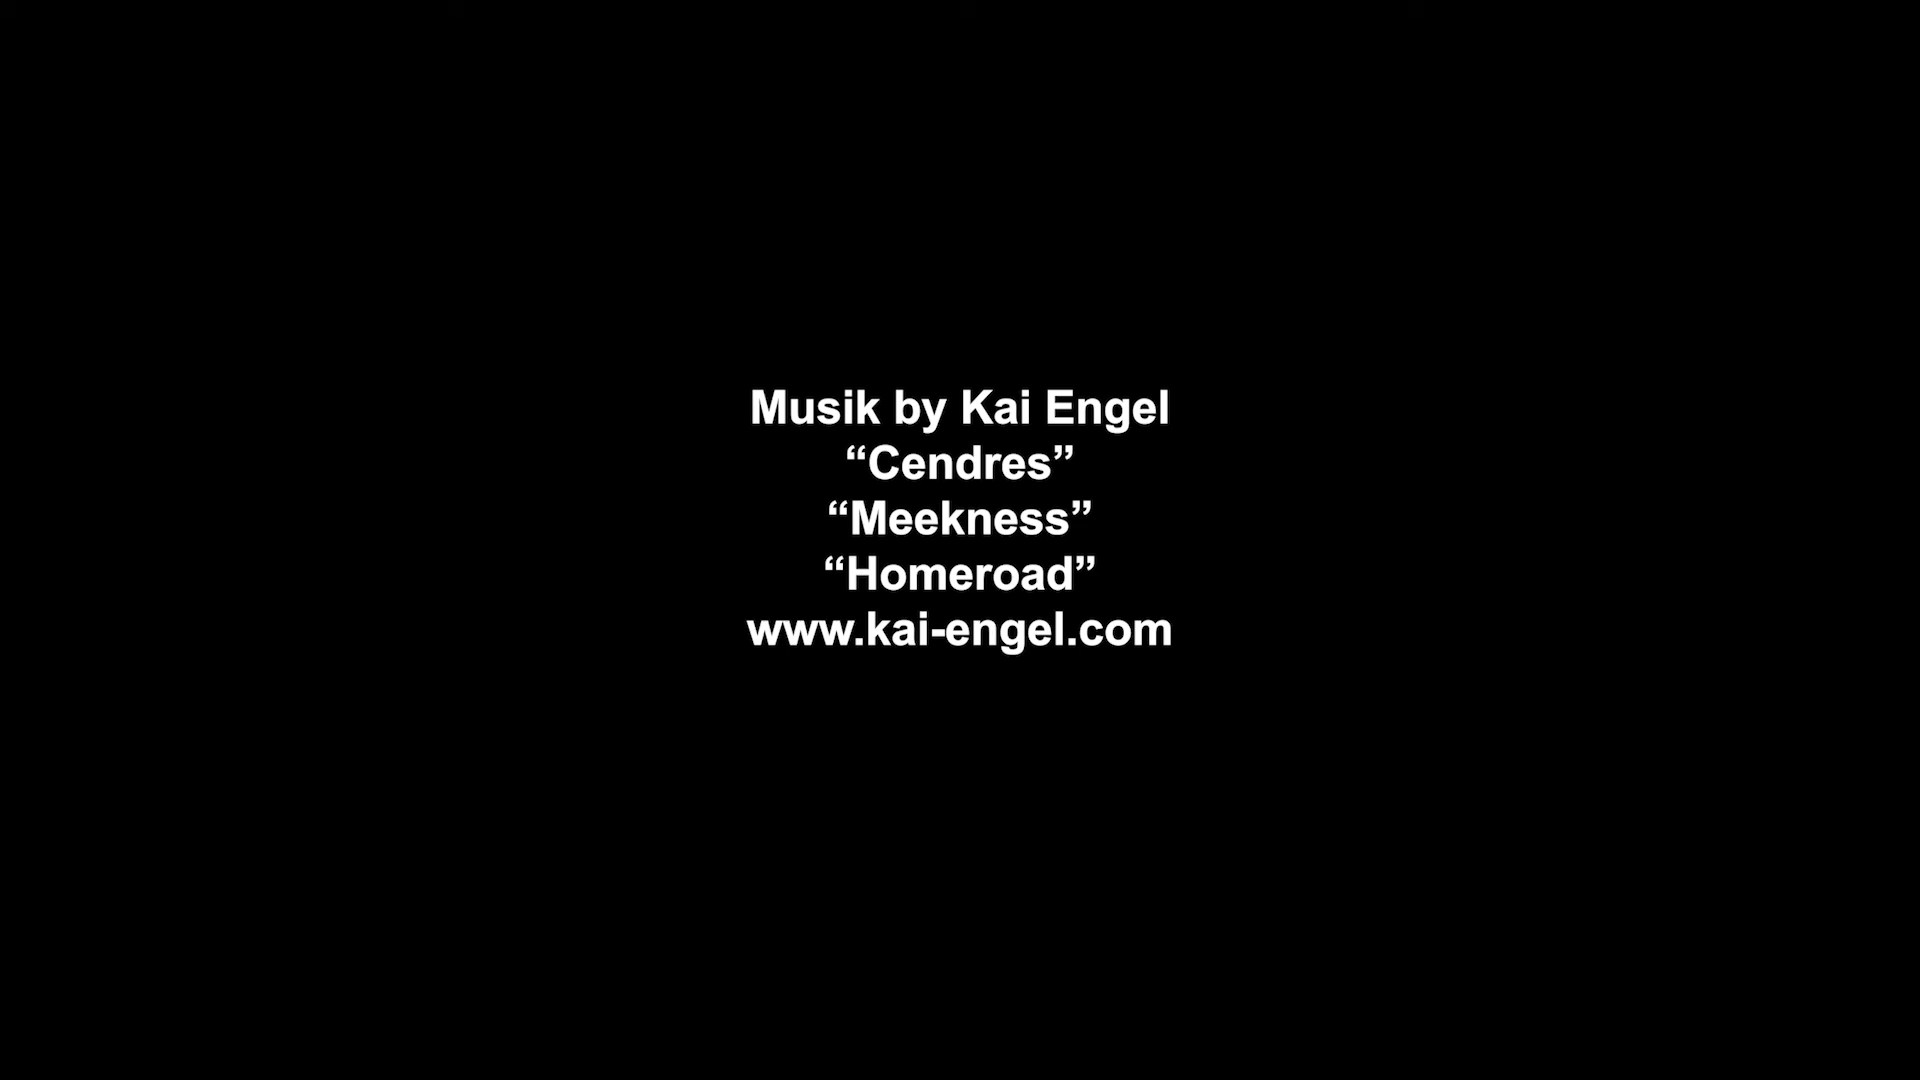 Musik by Kai Engel
“Cendres”
“Meekness”
“Homeroad”
www.kai-engel.com